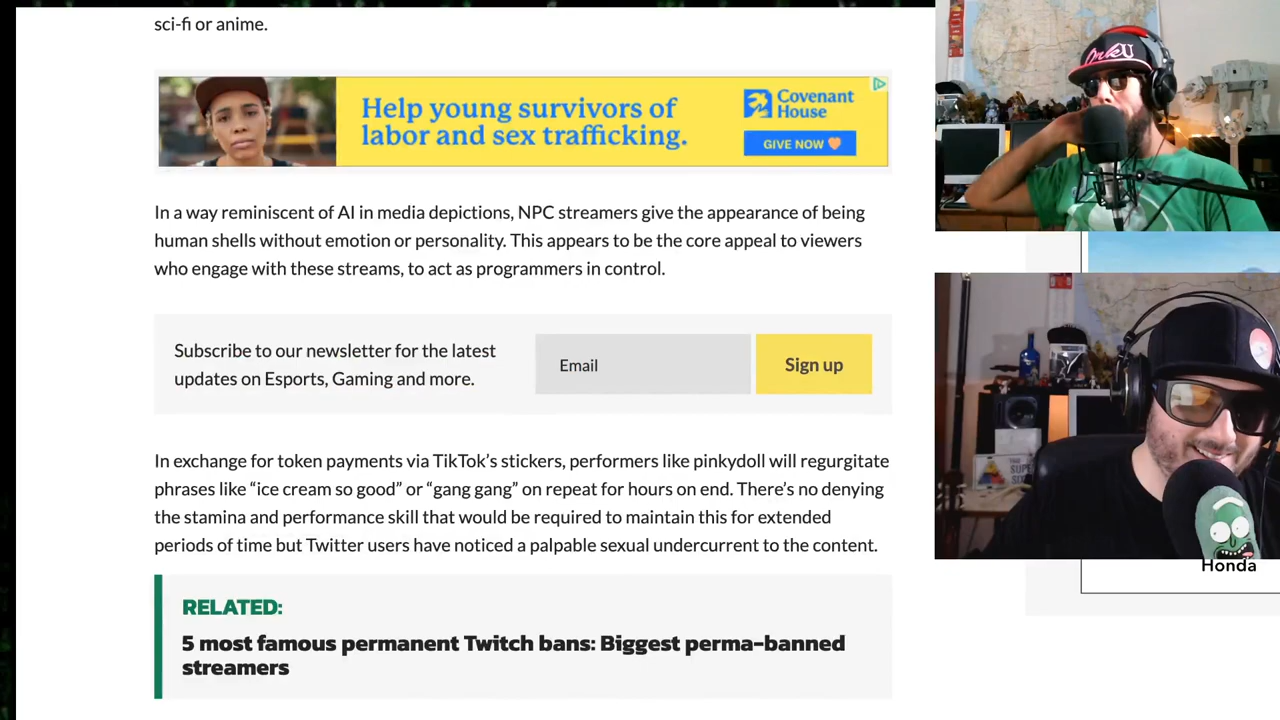 sci-fi or anime.
Help young survivors of
labor and sex trafficking.
Covenant
House
GIVE NOW
In a way reminiscent of AI in media depictions, NPC streamers give the appearance of being
human shells without emotion or personality. This appears to be the core appeal to viewers
who engage with these streams, to act as programmers in control.
Subscribe to our newsletter for the latest
updates on Esports, Gaming and more.
Email
Sign up
In exchange for token payments via TikTok’s stickers, performers like pinkydoll will regurgitate
phrases like “ice cream so good” or “gang gang” on repeat for hours on end. There’s no denying
the stamina and performance skill that would be required to maintain this for extended
periods of time but Twitter users have noticed a palpable sexual undercurrent to the content.
RELATED:
5 most famous permanent Twitch bans: Biggest perma-banned
streamers
Honda